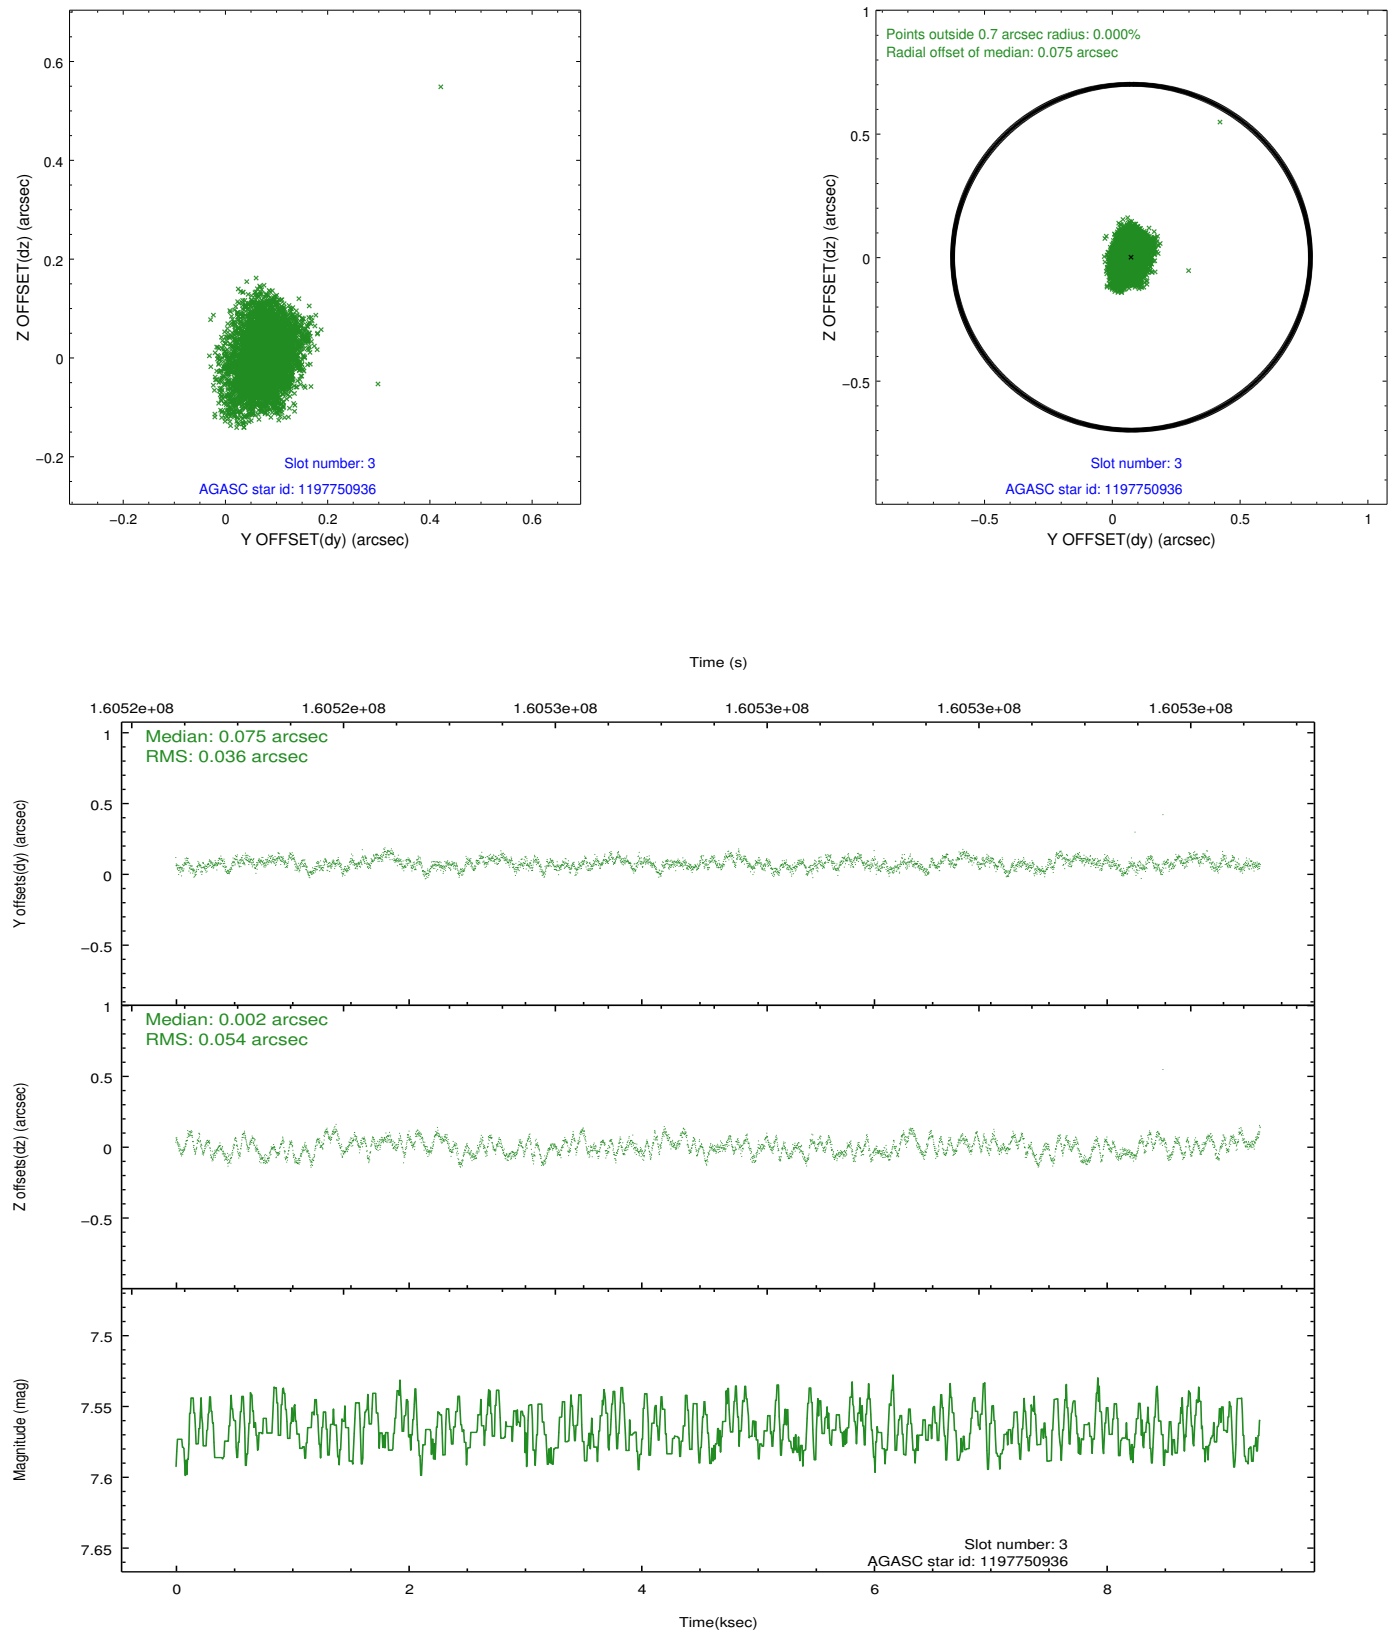 0.6
0.4
0.2
0
−0.2
−0.2
0
0.2
0.4
0.6
Z OFFSET(dz) (arcsec)
Y OFFSET(dy) (arcsec)
Slot number: 3
AGASC star id: 1197750936
Points outside 0.7 arcsec radius: 0.000%
Radial offset of median: 0.075 arcsec
1
0.5
0
−0.5
−0.5
0
0.5
1
Z OFFSET(dz) (arcsec)
Y OFFSET(dy) (arcsec)
Slot number: 3
AGASC star id: 1197750936
Time (s)
1.6052e+08 1.6052e+08 1.6053e+08 1.6053e+08 1.6053e+08 1.6053e+08
Median: 0.075 arcsec
RMS: 0.036 arcsec
1
0.5
0
−0.5
Y offsets(dy) (arcsec)
Median: 0.002 arcsec
RMS: 0.054 arcsec
1
0.5
0
−0.5
Z offsets(dz) (arcsec)
7.5
7.55
7.6
7.65
Magnitude (mag)
Slot number: 3
AGASC star id: 1197750936
0 2 4 6 8
Time(ksec)